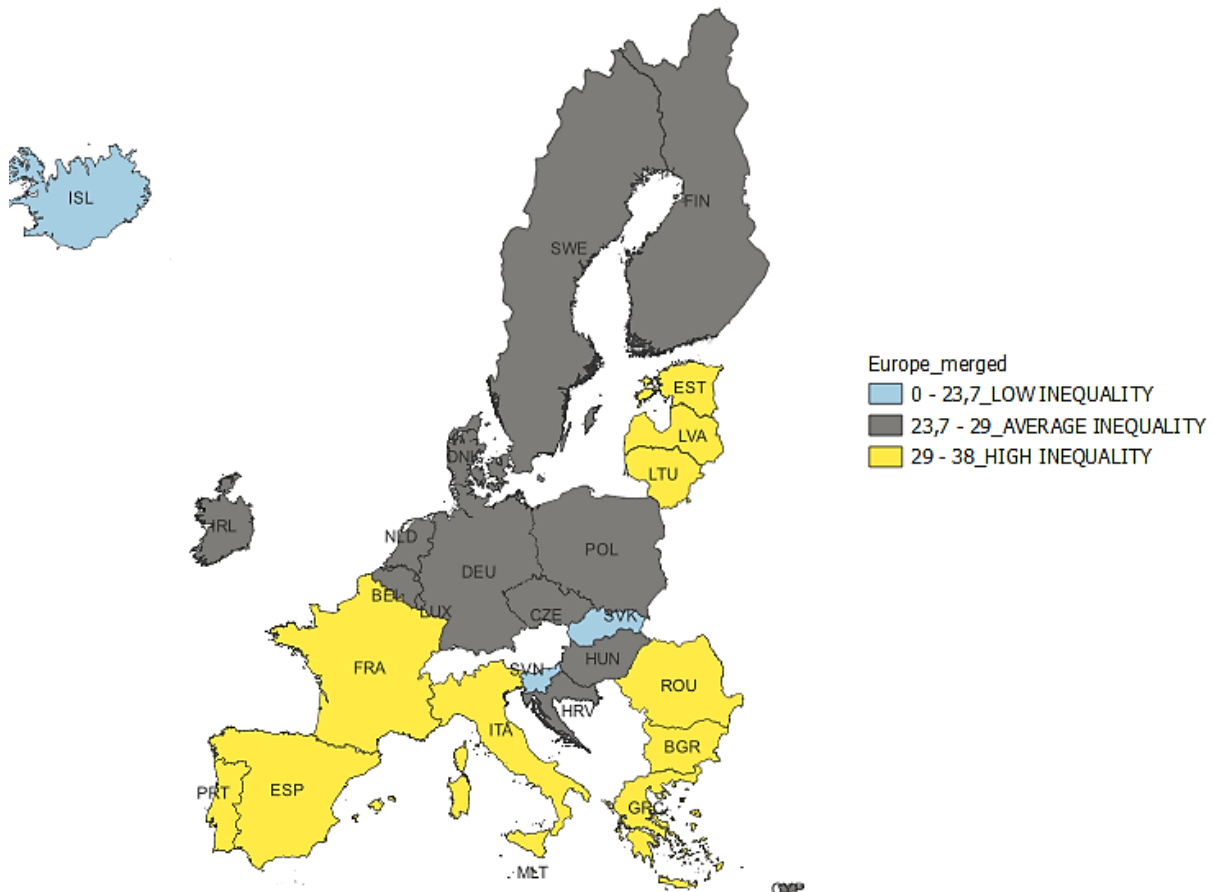 ISL
FIN
SWE
Europe_merged
0 - 23,7_LOW INEQUALITY
23,7 - 29_AVERAGE INEQUALITY
29 - 38_HIGH INEQUALITY
EST
LVA
DNK
LTU
IRL
NLD
POL
DEU
BEL
LUX
CZE
SVK
FRA
SVN
HUN
ROU
HRV
ITA
BGR
PRT
ESP
GRC
MLT